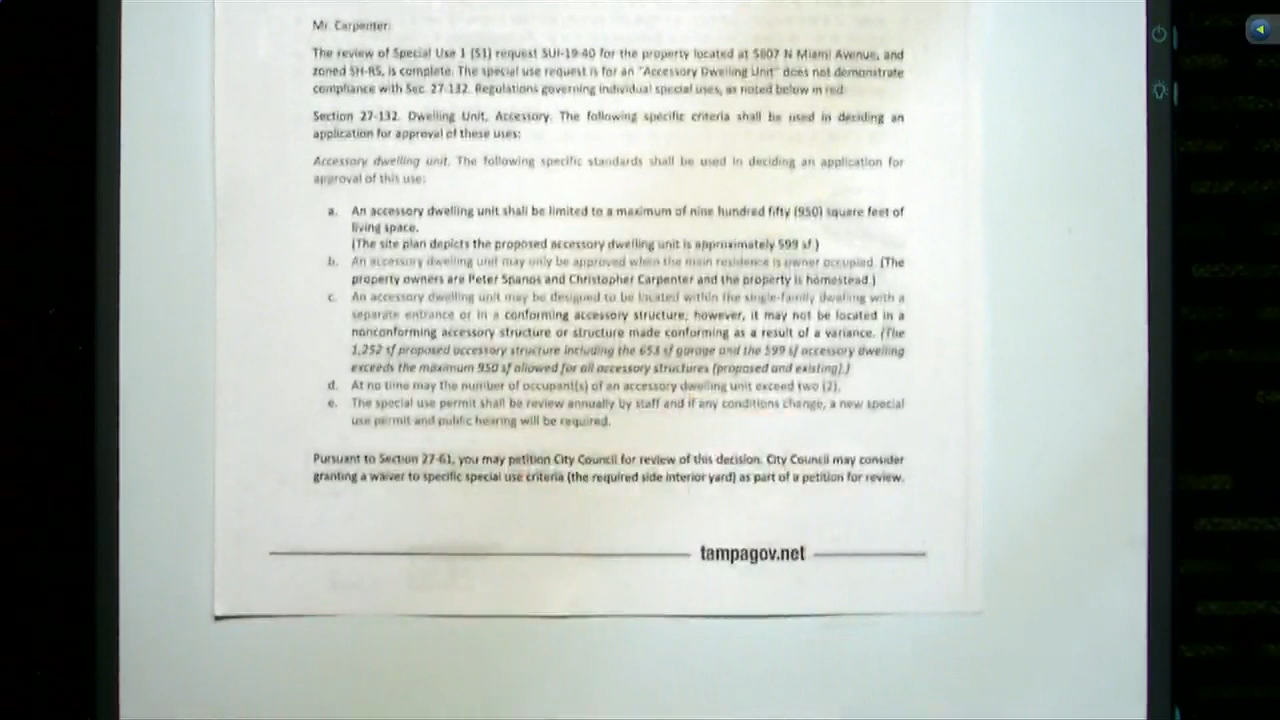 Mr. Carpenter:
The review of Special Use 1 (S1) request SUI-19-40 for the property located at 5807 N Miami Avenue, and
zoned SH-RS, is complete. The special use request is for an "Accessory Dwelling Unit" does not demonstrate
compliance with Sec. 27-132. Regulations governing individual special uses, as noted below in red.
Section 27-132. Dwelling Unit, Accessory. The following specific criteria shall be used in deciding an
application for approval of these uses:
Accessory dwelling unit. The following specific standards shall be used in deciding an application for
approval of this use:
a. An accessory dwelling unit shall be limited to a maximum of nine hundred fifty (950) square feet of
living space.
(The site plan depicts the proposed accessory dwelling unit is approximately 599 sf.)
b. An accessory dwelling unit may only be approved when the main residence is owner occupied. (The
property owners are Peter Spanos and Christopher Carpenter and the property is homestead.)
c. An accessory dwelling unit may be designed to be located within the single-family dwelling with a
separate entrance or in a conforming accessory structure; however, it may not be located in a
nonconforming accessory structure or structure made conforming as a result of a variance. (The
1,252 sf proposed accessory structure including the 653 sf garage and the 599 sf accessory dwelling
exceeds the maximum 950 sf allowed for all accessory structures (proposed and existing).)
d. At no time may the number of occupant(s) of an accessory dwelling unit exceed two (2).
e. The special use permit shall be review annually by staff and if any conditions change, a new special
use permit and public hearing will be required.
Pursuant to Section 27-61, you may petition City Council for review of this decision. City Council may consider
granting a waiver to specific special use criteria (the required side interior yard) as part of a petition for review.
tampagov.net